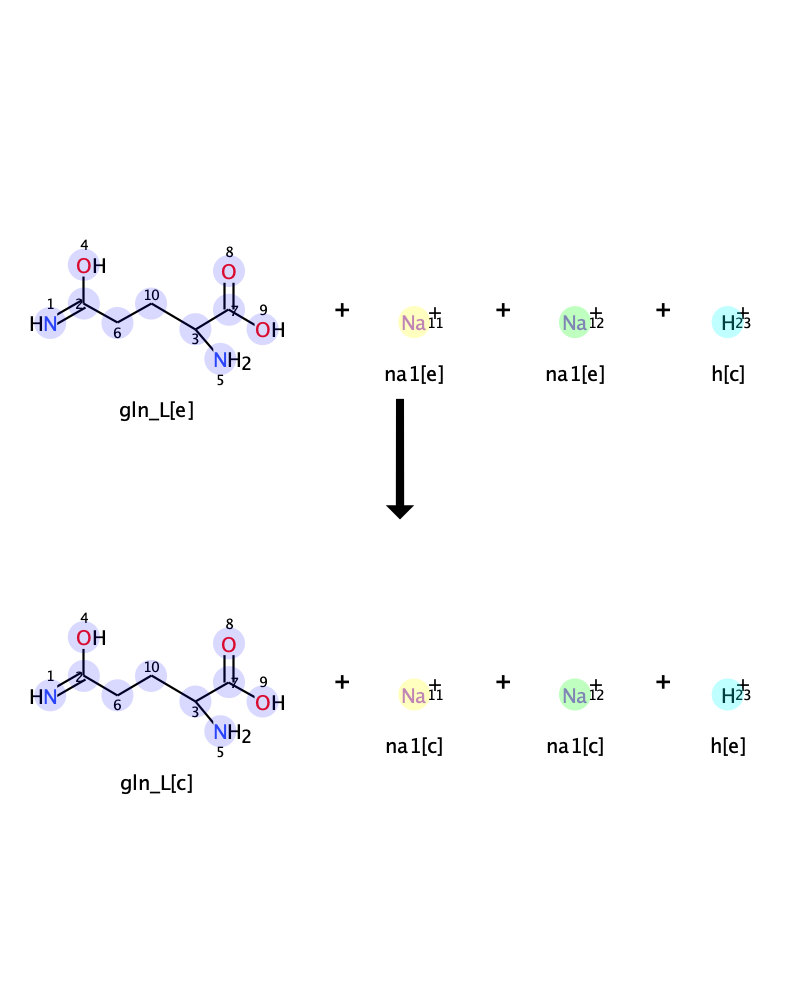 4
OH
8
O
1
HN
2
10
6
3
7
9
OH
NH2
5
+
Na+
11
+
Na+
12
+
H+
23
gln_L[e]
na1[e]
na1[e]
h[c]
4
OH
8
O
1
HN
2
10
6
3
7
9
OH
NH2
5
+
Na+
11
+
Na+
12
+
H+
23
gln_L[c]
na1[c]
na1[c]
h[e]